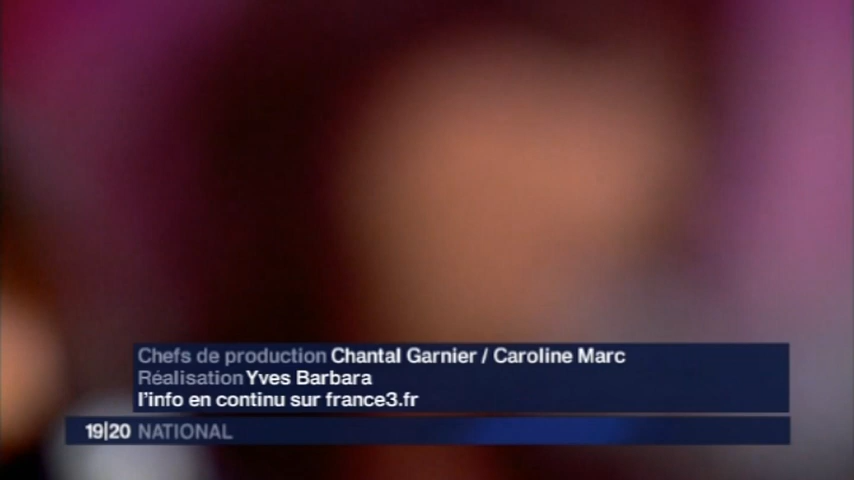 Chefs de production Chantal Garnier / Caroline Marc
Réalisation Yves Barbara
l'info en continu sur france3.fr
19|20 NATIONAL